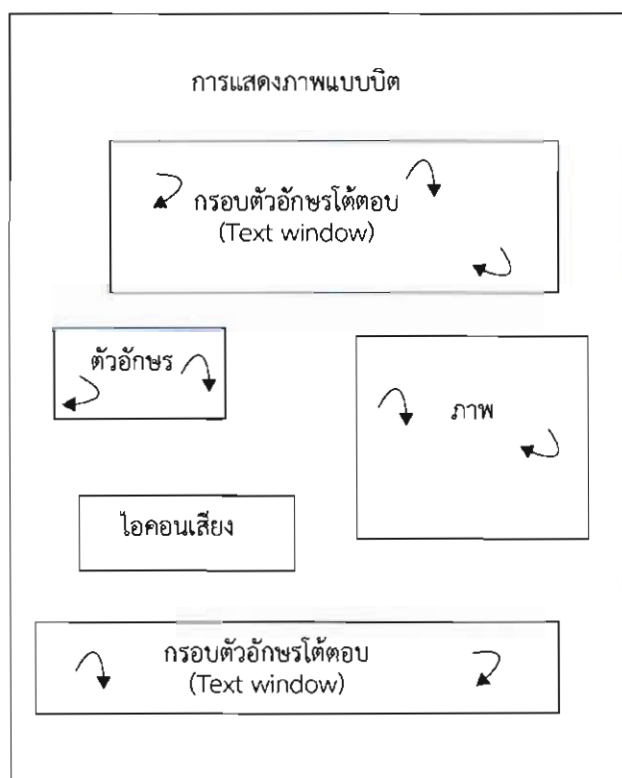 การแสดงภาพแบบบิต
กรอบตัวอักษรโต้ตอบ
(Text window)
ตัวอักษร
ภาพ
ไอคอนเสียง
กรอบตัวอักษรโต้ตอบ
(Text window)